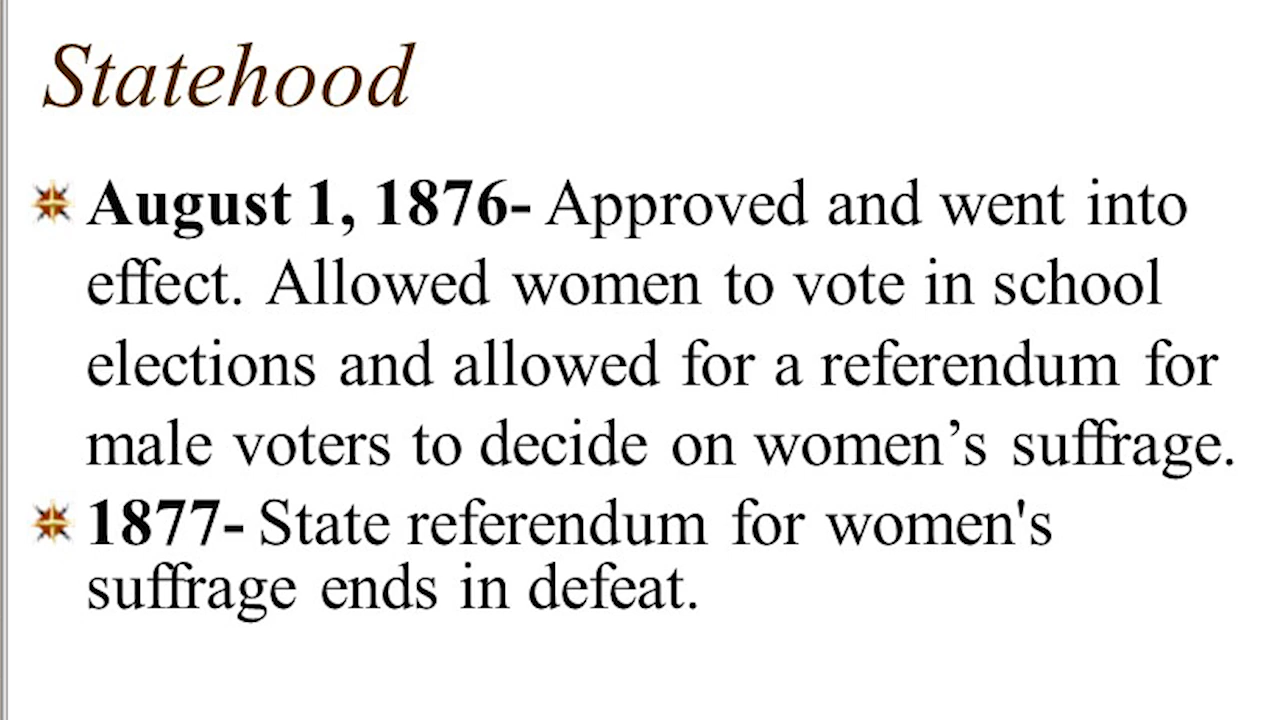 Statehood
August 1, 1876- Approved and went into
effect. Allowed women to vote in school
elections and allowed for a referendum for
male voters to decide on women’s suffrage.
1877- State referendum for women's
suffrage ends in defeat.